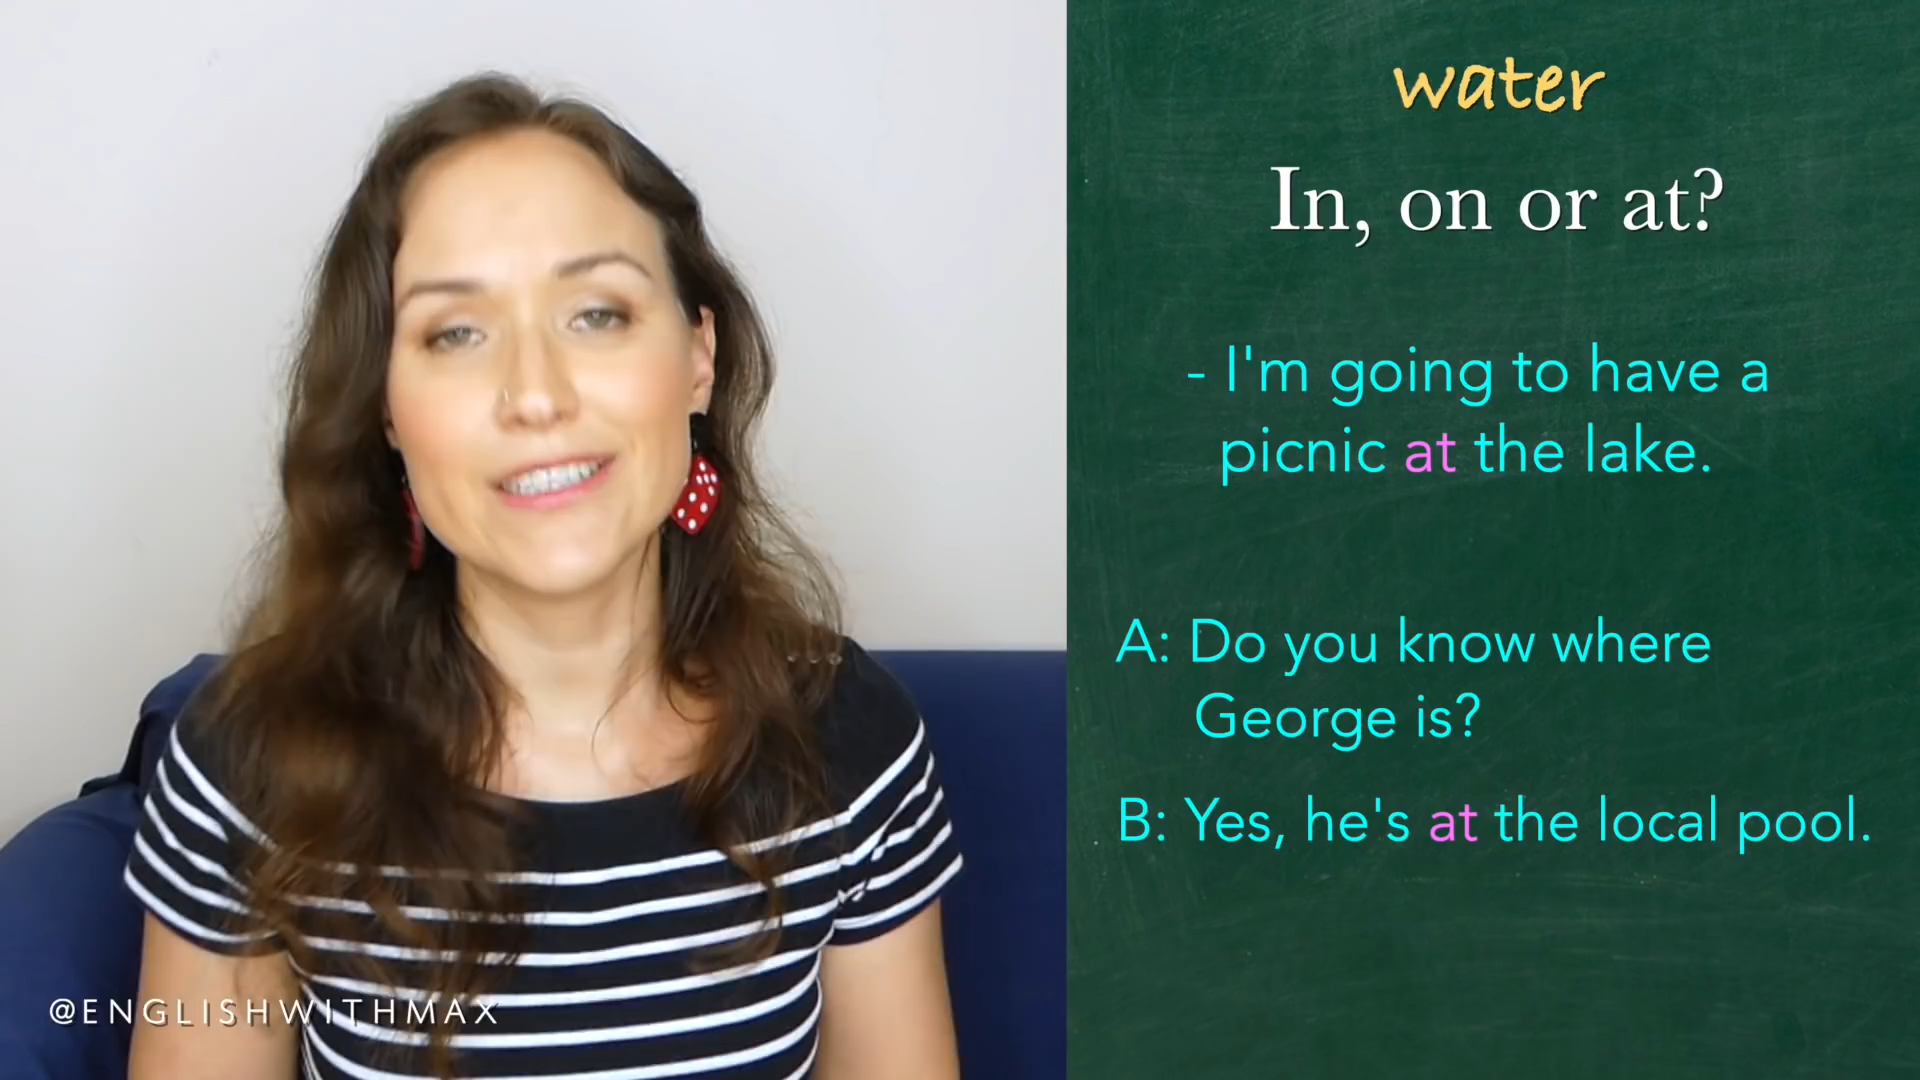 water
In, on or at?
- I'm going to have a
picnic at the lake.
A: Do you know where
George is?
B: Yes, he's at the local pool.
@ENGLISHWITHMAX